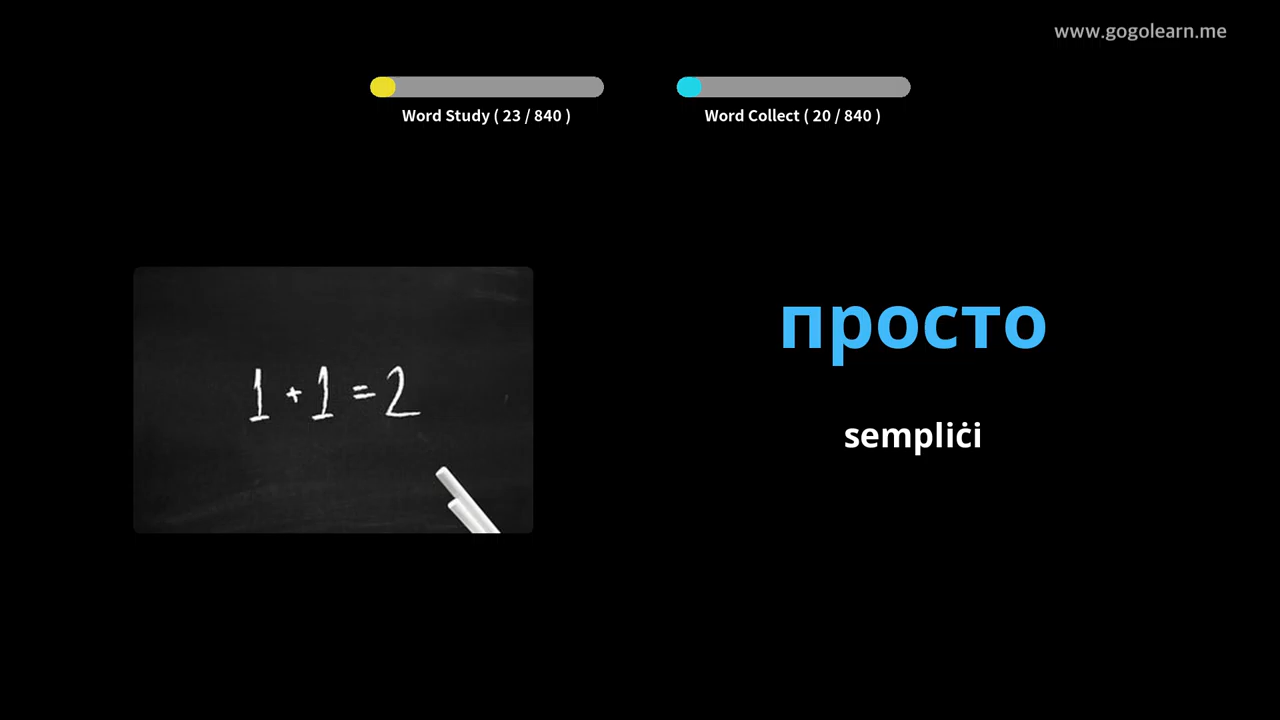 www.gogolearn.me
Word Study ( 23 / 840 )
Word Collect ( 20 / 840 )
1 + 1 = 2
просто
sempliċi